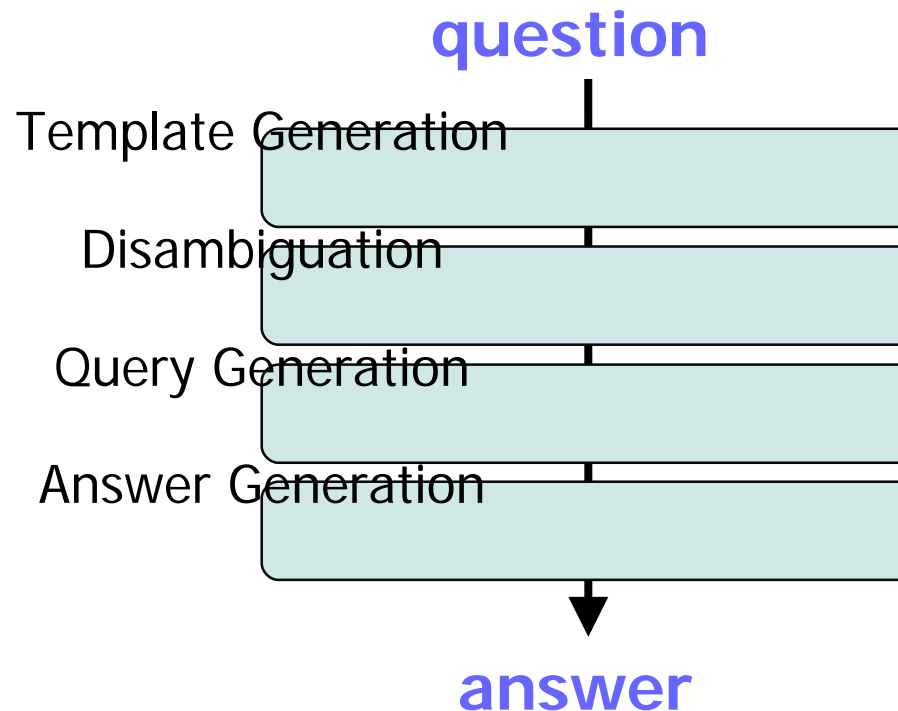 question
Template Generation
Disambiguation
Query Generation
Answer Generation
answer